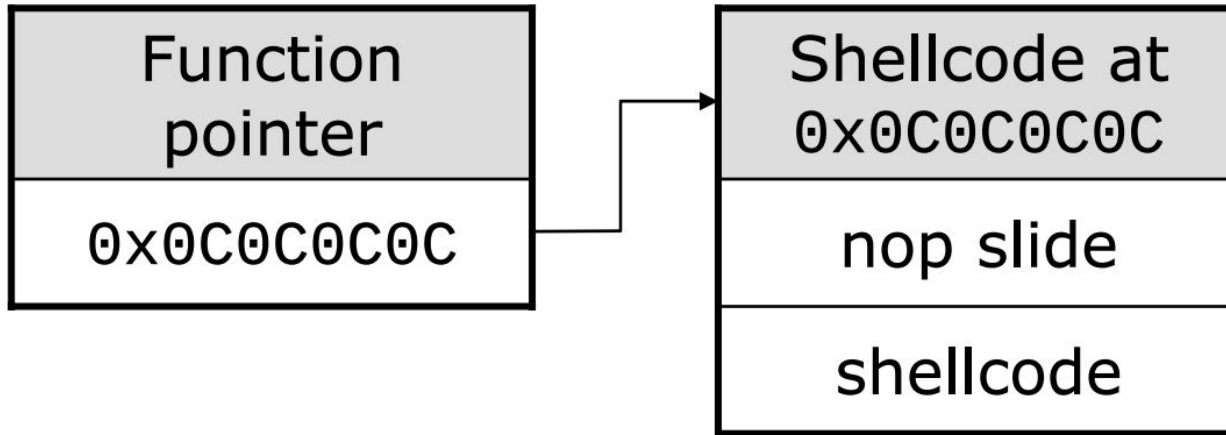 Function
pointer
0x0C0C0C0C
Shellcode at
0x0C0C0C0C
nop slide
shellcode